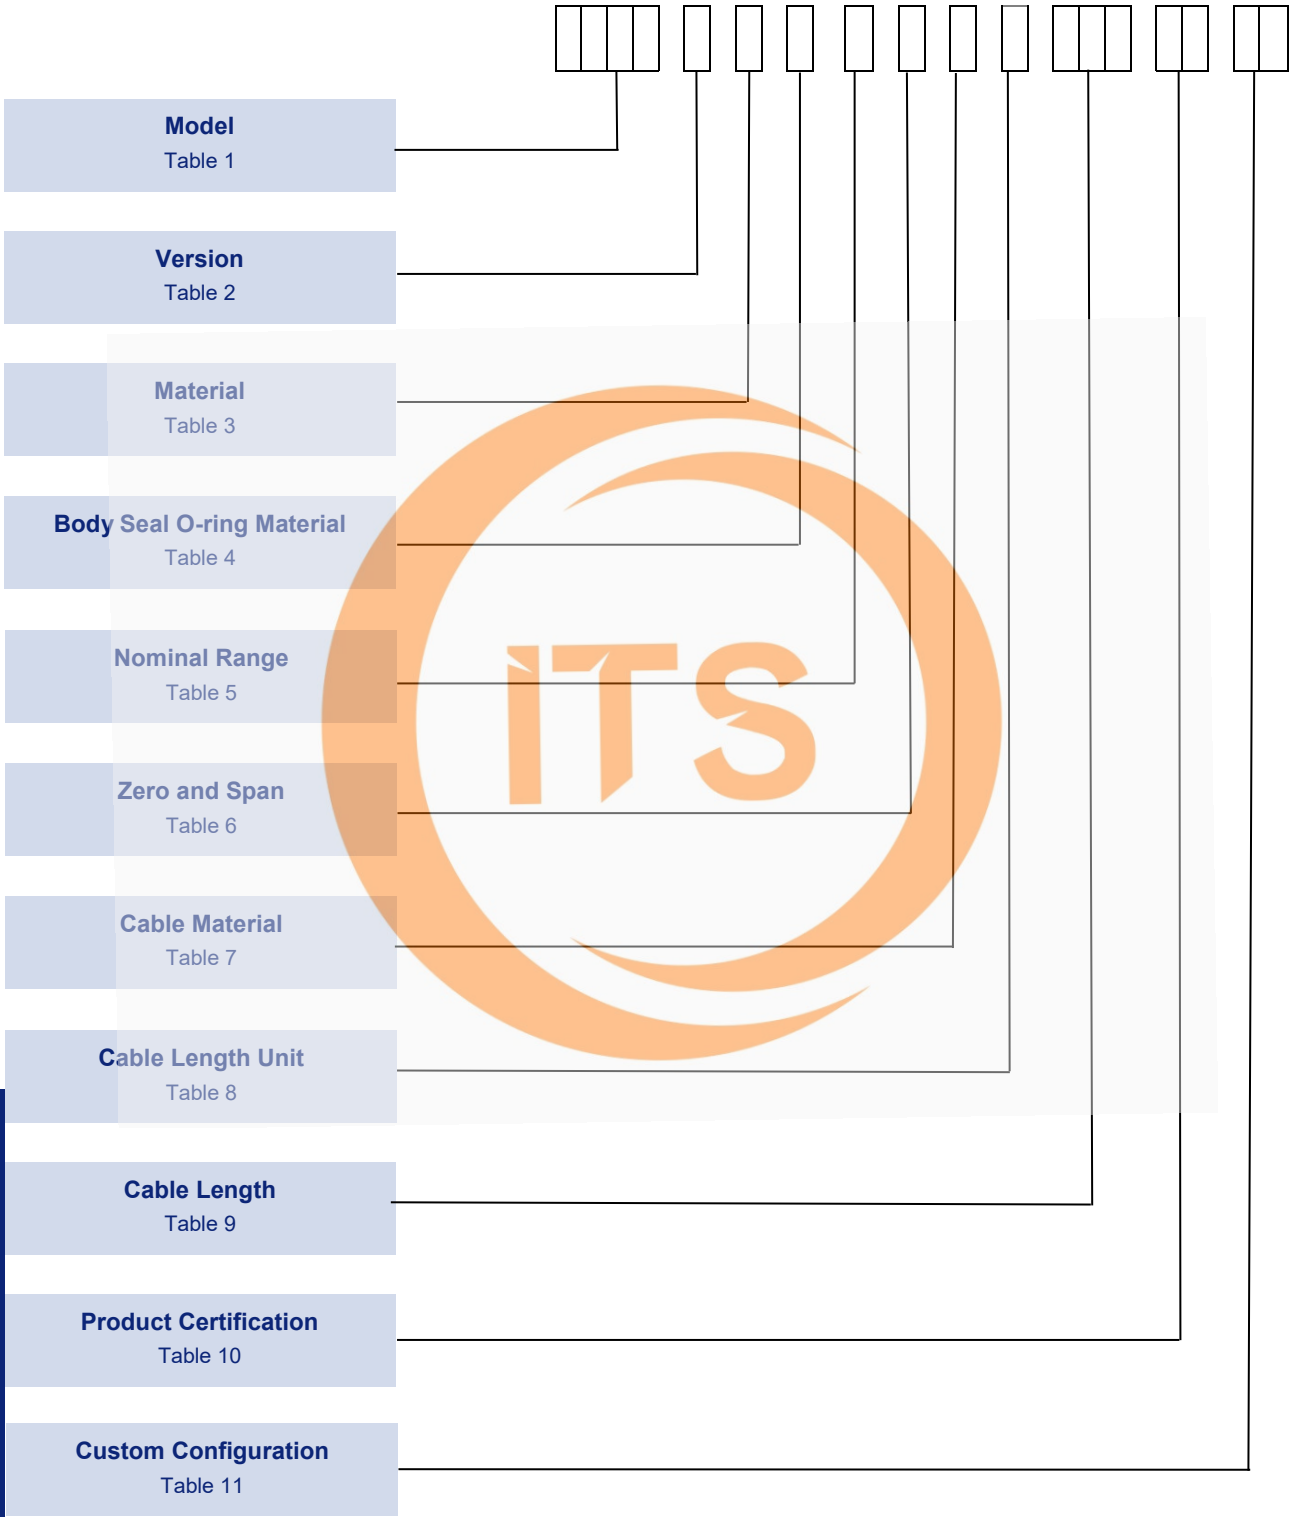 Model
Table 1
Version
Table 2
Material
Table 3
Body Seal O-ring Material
Table 4
Nominal Range
Table 5
ITS
Zero and Span
Table 6
Cable Material
Table 7
Cable Length Unit
Table 8
Cable Length
Table 9
Product Certification
Table 10
Custom Configuration
Table 11